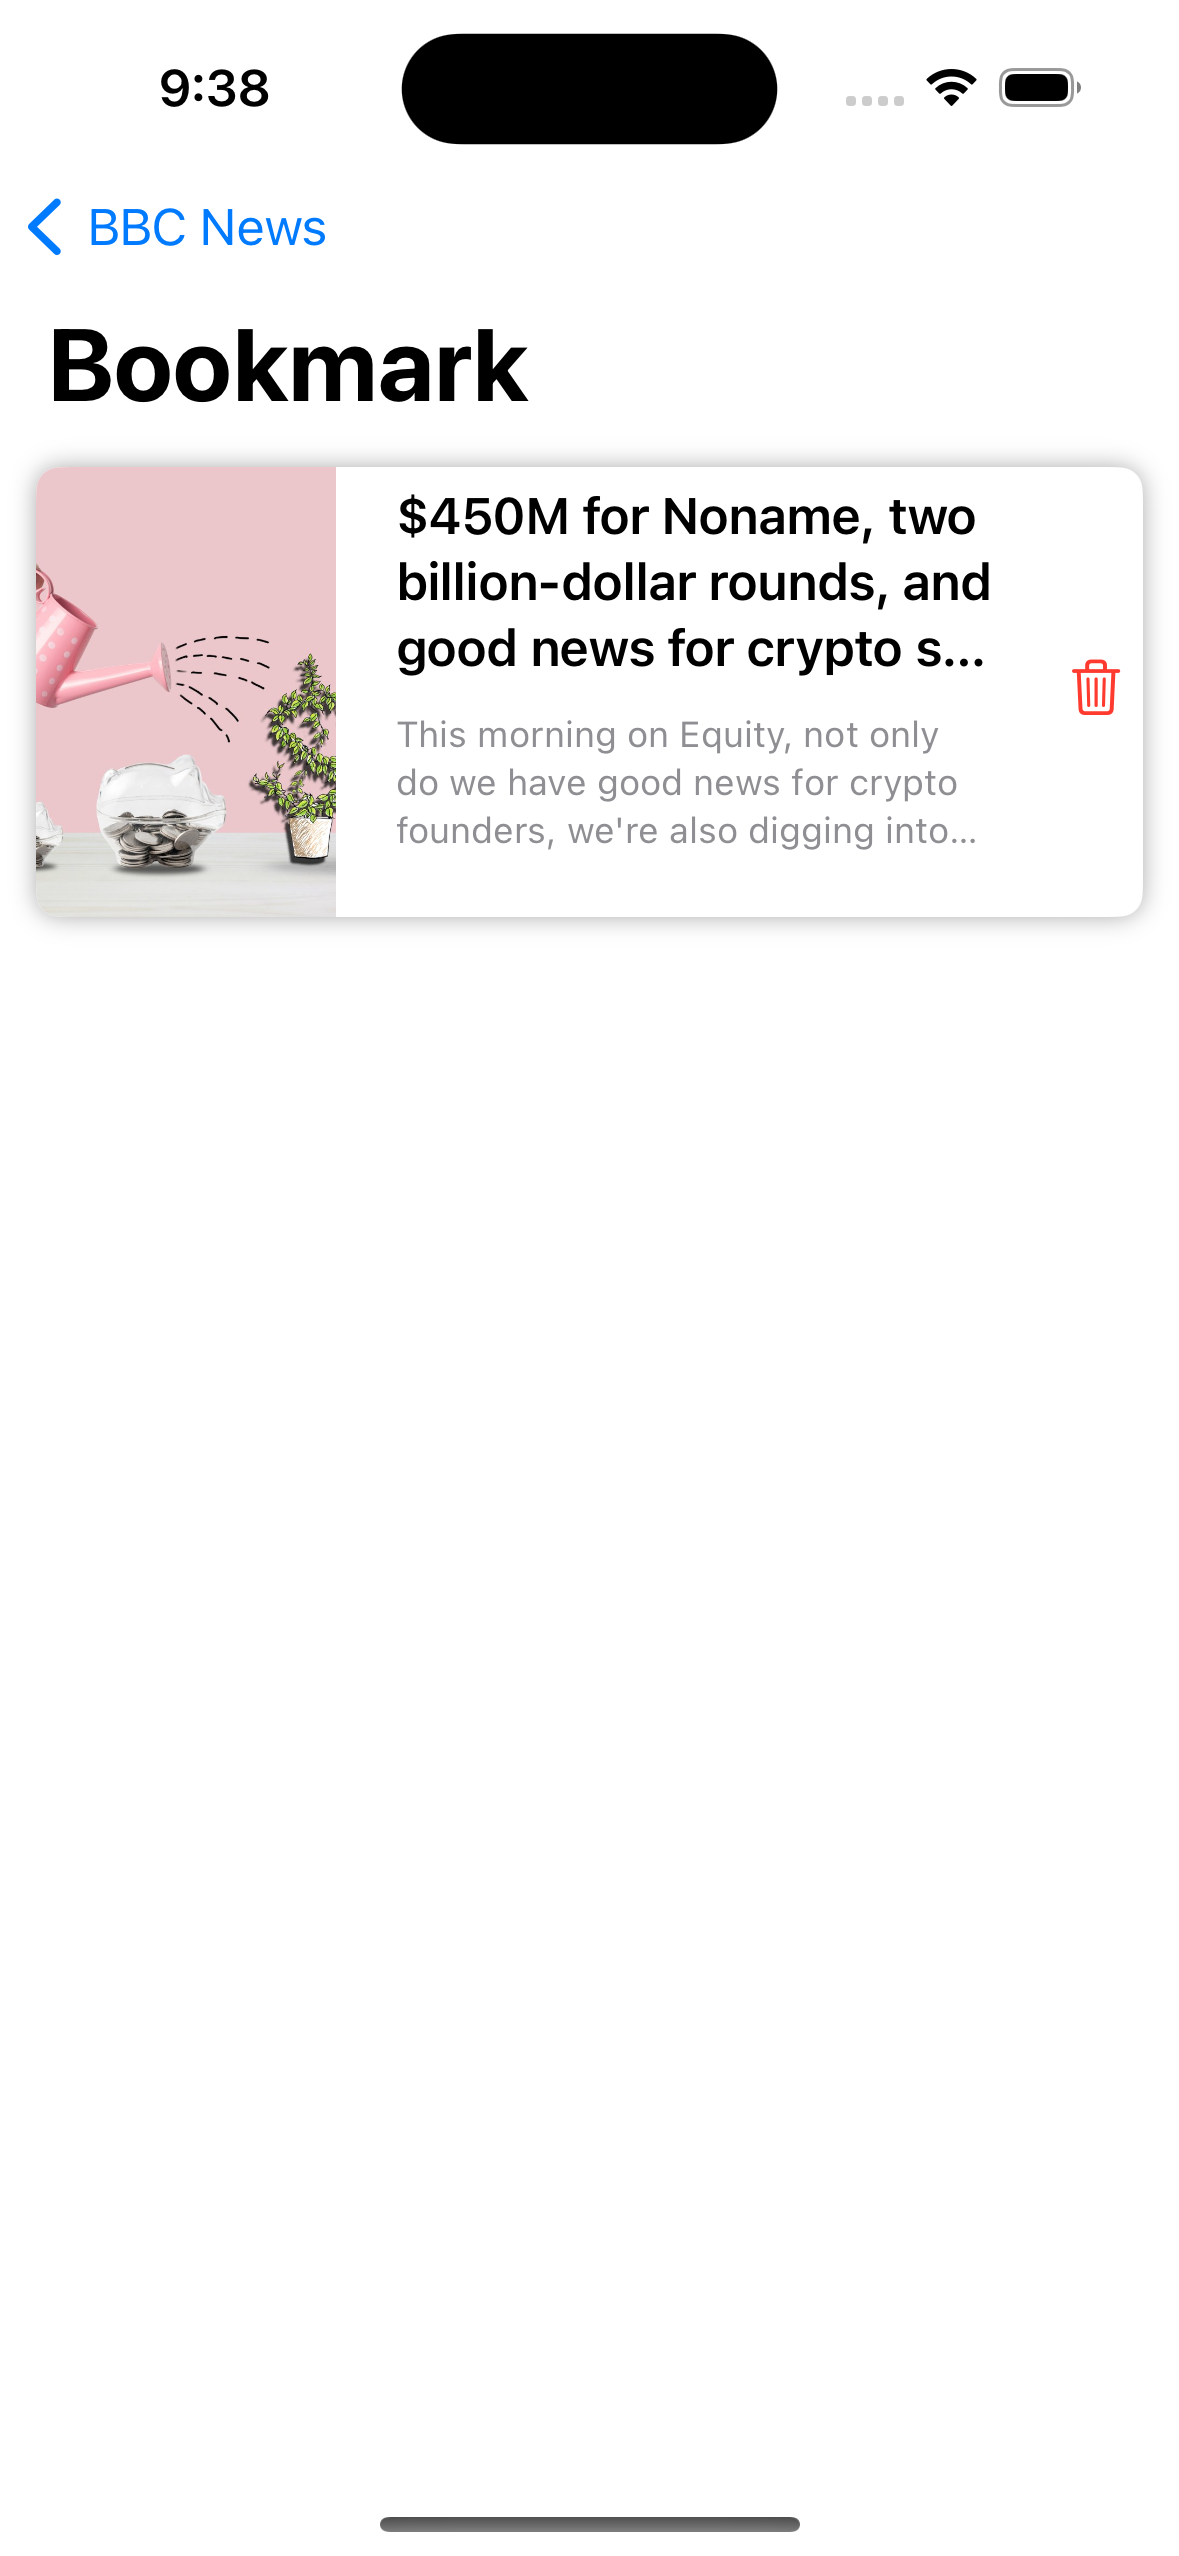 9:38
BBC News
Bookmark
$450M for Noname, two
billion-dollar rounds, and
good news for crypto s...
This morning on Equity, not only
do we have good news for crypto
founders, we're also digging into...